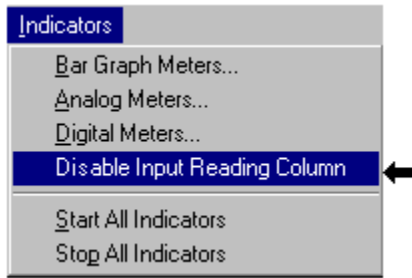 Indicators
Bar Graph Meters...
Analog Meters...
Digital Meters...
Disable Input Reading Column
Start All Indicators
Stop All Indicators